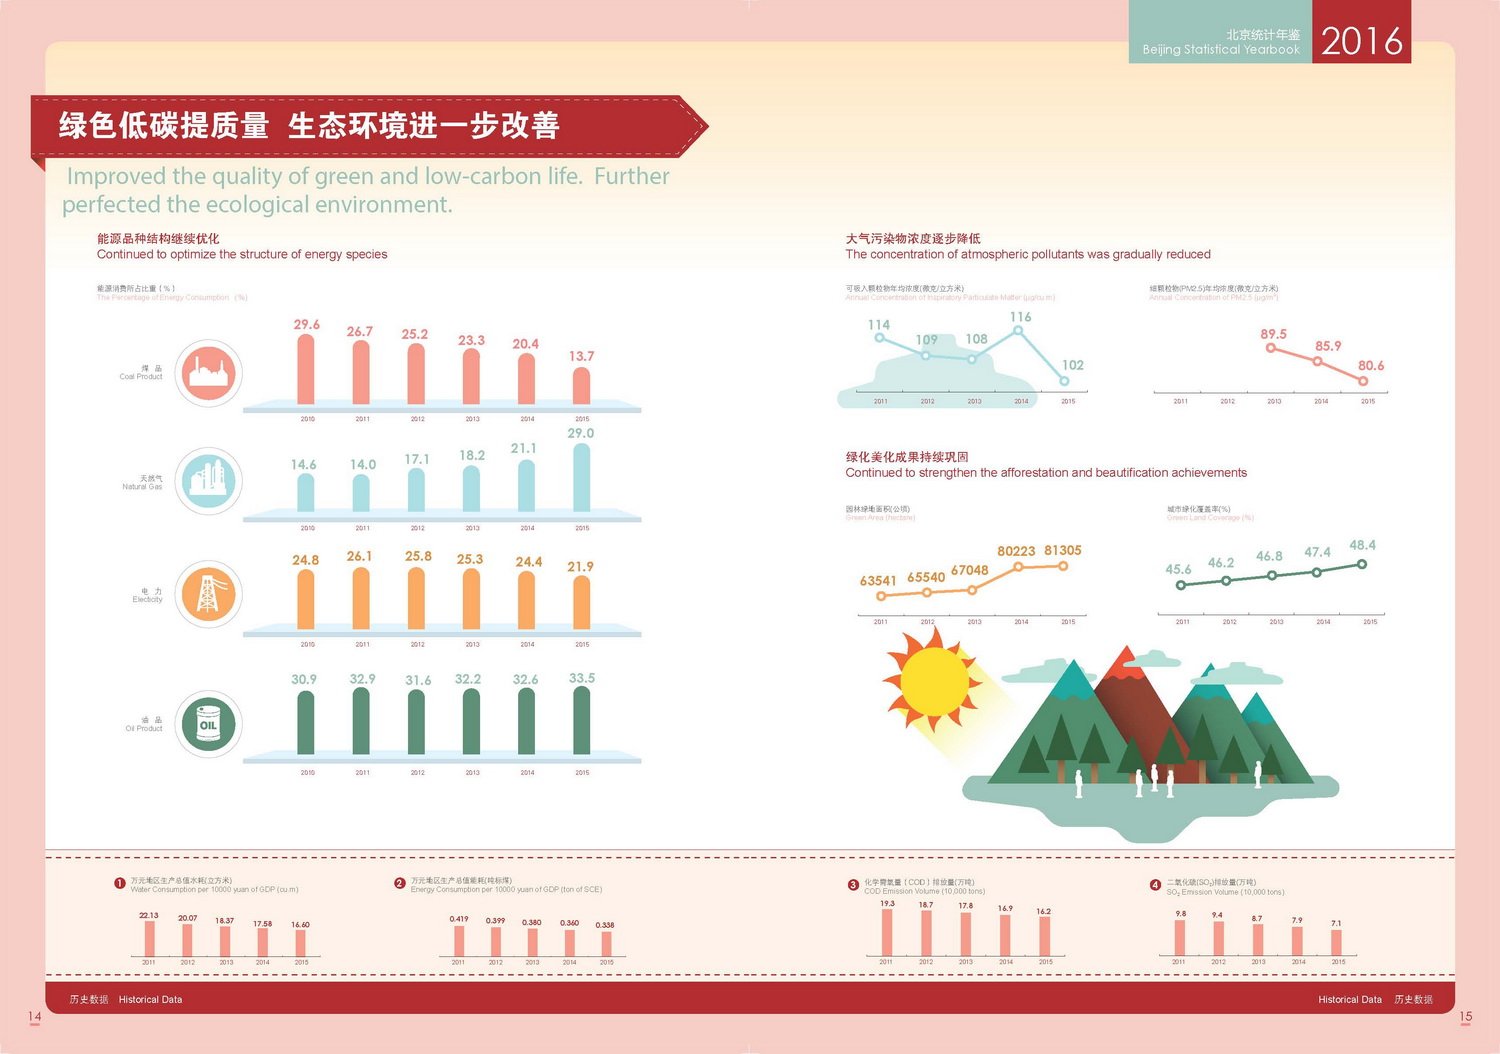 北京统计年鉴
Beijing Statistical Yearbook
2016
绿色低碳提质量 生态环境进一步改善
Improved the quality of green and low-carbon life. Further
perfected the ecological environment.
能源品种结构继续优化
Continued to optimize the structure of energy species
能源消费所占比重（%）
The Percentage of Energy Consumption (%)
煤 品
Coal Product
29.6 26.7 25.2 23.3 20.4 13.7
2010 2011 2012 2013 2014 2015
天然气
Natural Gas
14.6 14.0 17.1 18.2 21.1 29.0
2010 2011 2012 2013 2014 2015
电 力
Electicity
24.8 26.1 25.8 25.3 24.4 21.9
2010 2011 2012 2013 2014 2015
油 品
Oil Product
OIL
30.9 32.9 31.6 32.2 32.6 33.5
2010 2011 2012 2013 2014 2015
大气污染物浓度逐步降低
The concentration of atmospheric pollutants was gradually reduced
可吸入颗粒物年均浓度(微克/立方米)
Annual Concentration of Inspiratory Particulate Matter (μg/cu.m)
114 109 108 116 102
2011 2012 2013 2014 2015
细颗粒物(PM2.5)年均浓度(微克/立方米)
Annual Concentration of PM2.5 (μg/m³)
89.5 85.9 80.6
2011 2012 2013 2014 2015
绿化美化成果持续巩固
Continued to strengthen the afforestation and beautification achievements
园林绿地面积(公顷)
Green Area (hectare)
63541 65540 67048 80223 81305
2011 2012 2013 2014 2015
城市绿化覆盖率(%)
Green Land Coverage (%)
45.6 46.2 46.8 47.4 48.4
2011 2012 2013 2014 2015
1 万元地区生产总值水耗(立方米)
Water Consumption per 10000 yuan of GDP (cu.m)
22.13 20.07 18.37 17.58 16.60
2011 2012 2013 2014 2015
2 万元地区生产总值能耗(吨标煤)
Energy Consumption per 10000 yuan of GDP (ton of SCE)
0.419 0.399 0.380 0.360 0.338
2011 2012 2013 2014 2015
3 化学需氧量（COD）排放量(万吨)
COD Emission Volume (10,000 tons)
19.3 18.7 17.8 16.9 16.2
2011 2012 2013 2014 2015
4 二氧化硫(SO₂)排放量(万吨)
SO₂ Emission Volume (10,000 tons)
9.8 9.4 8.7 7.9 7.1
2011 2012 2013 2014 2015
历史数据 Historical Data
Historical Data 历史数据
14
15